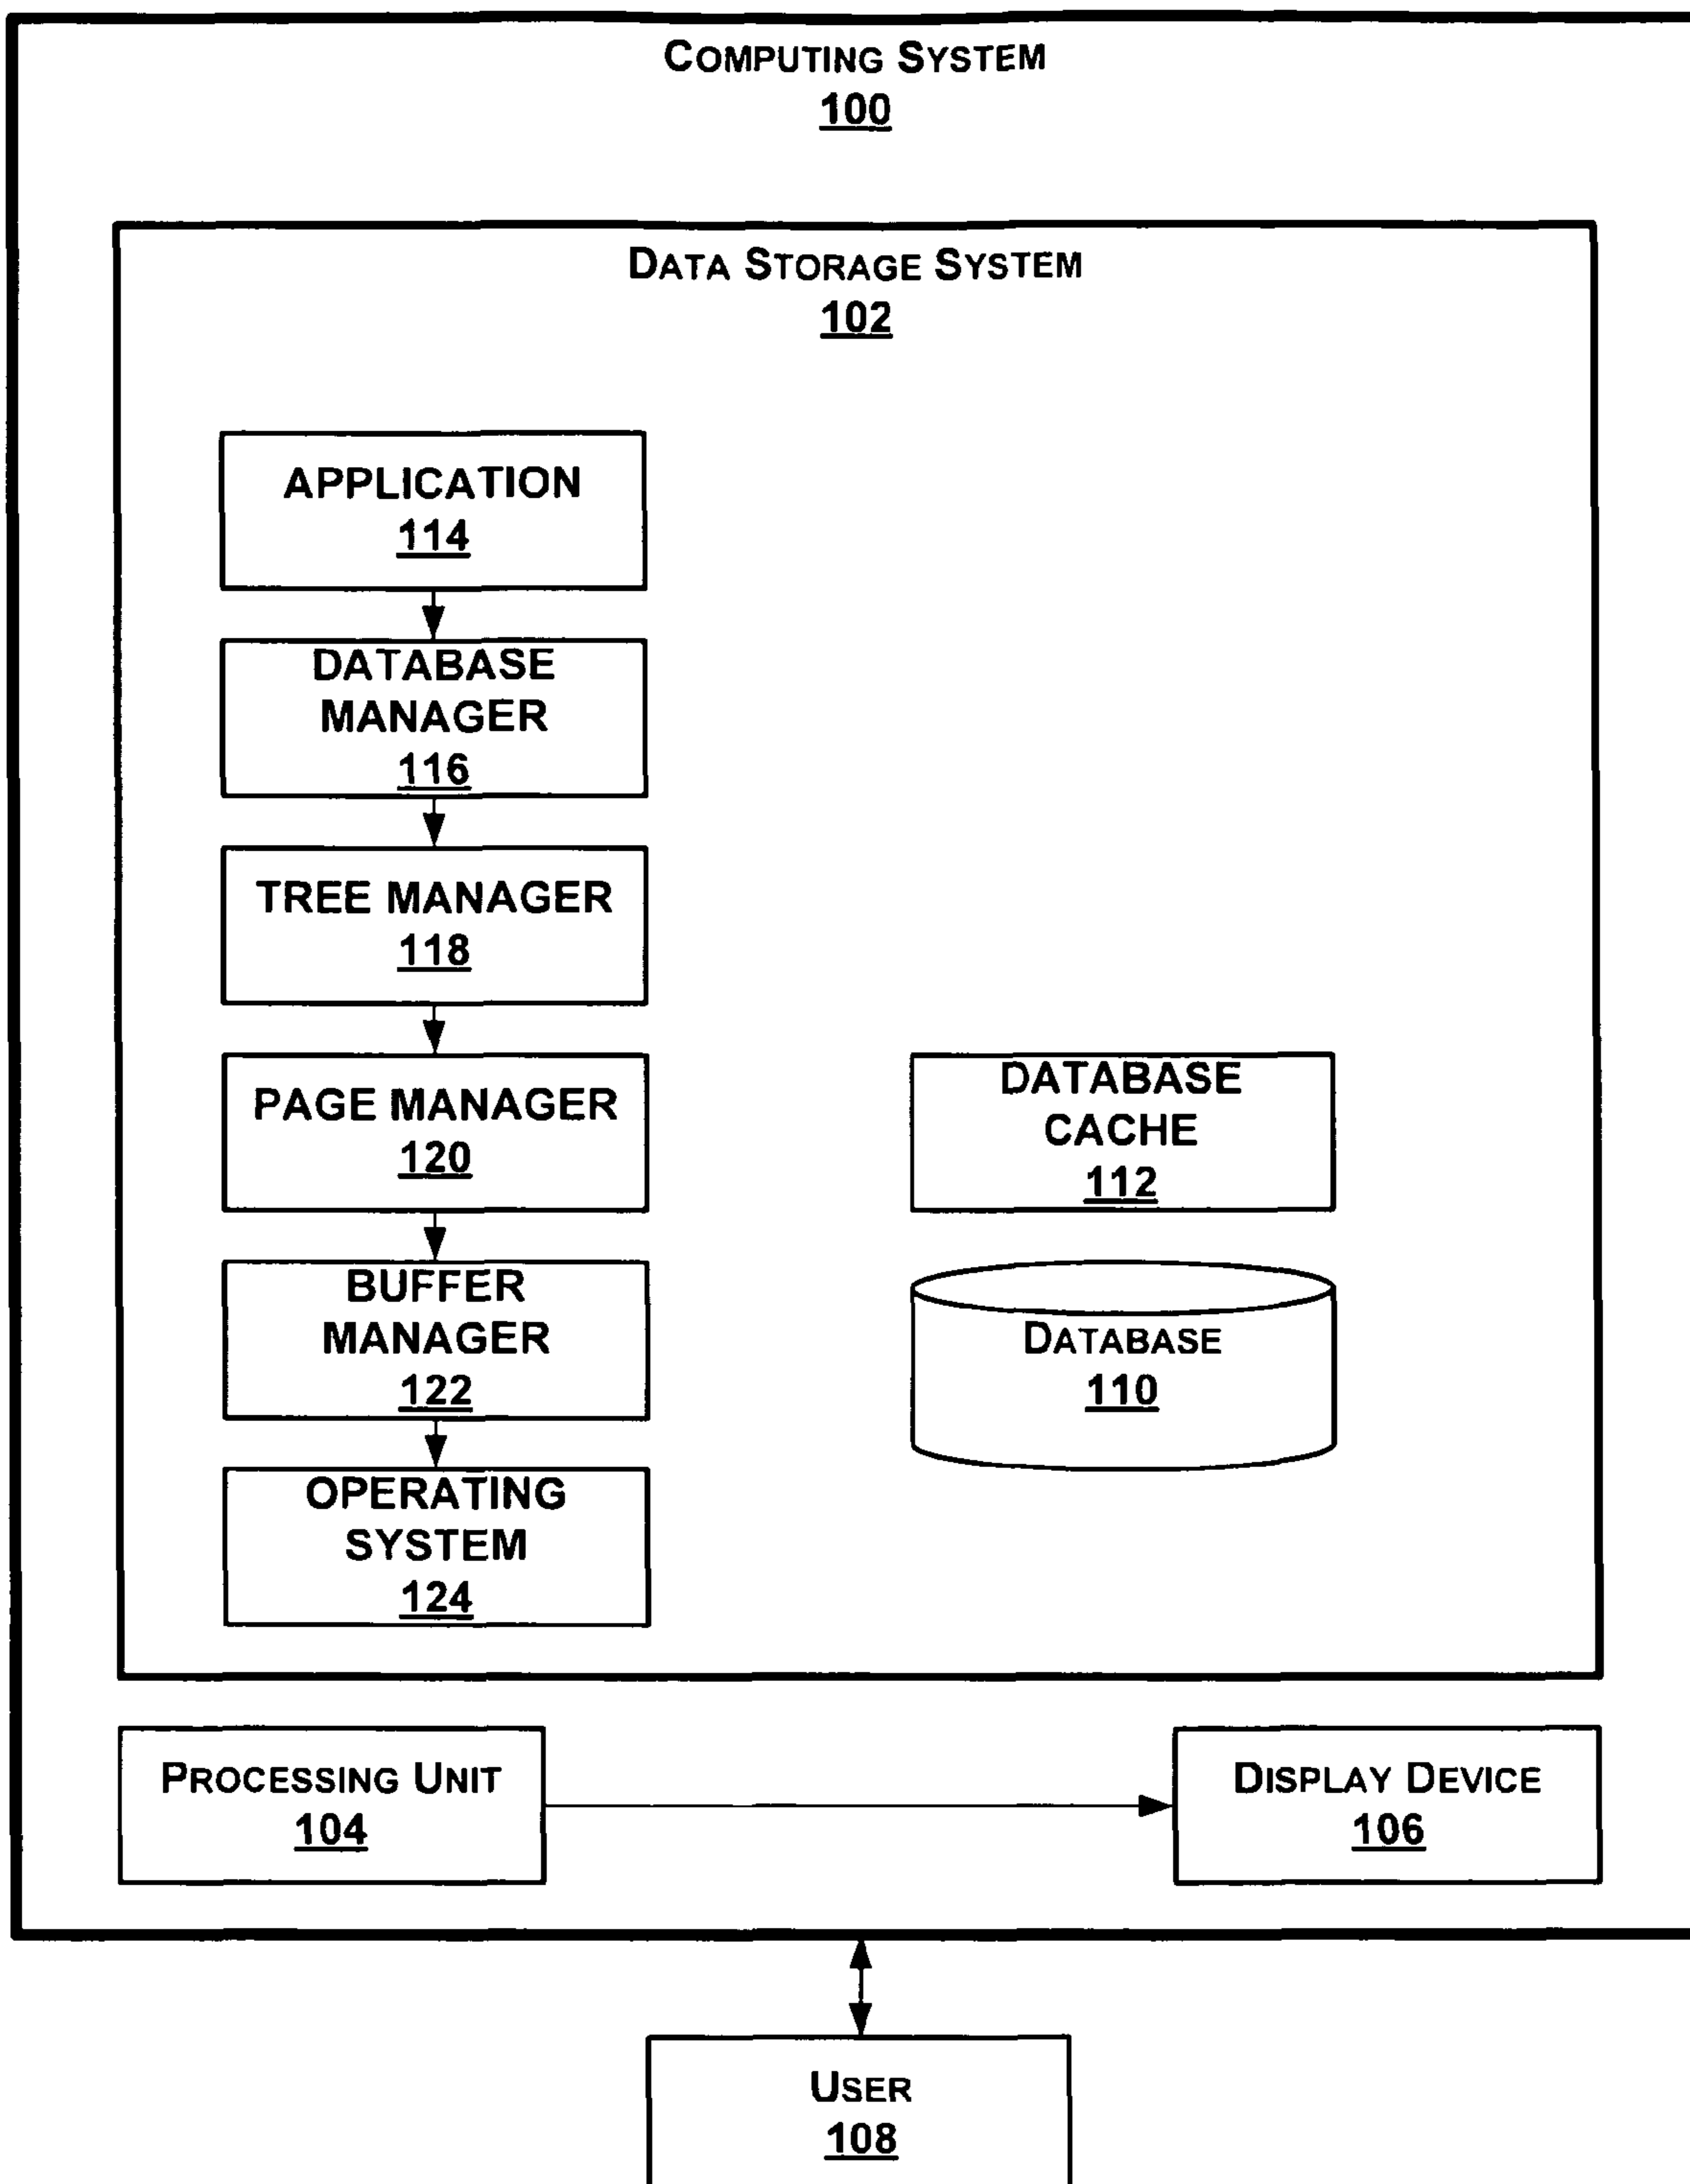 COMPUTING SYSTEM
100
DATA STORAGE SYSTEM
102
APPLICATION
114
DATABASE
MANAGER
116
TREE MANAGER
118
PAGE MANAGER
120
DATABASE
CACHE
112
BUFFER
MANAGER
122
DATABASE
110
OPERATING
SYSTEM
124
PROCESSING UNIT
104
DISPLAY DEVICE
106
USER
108